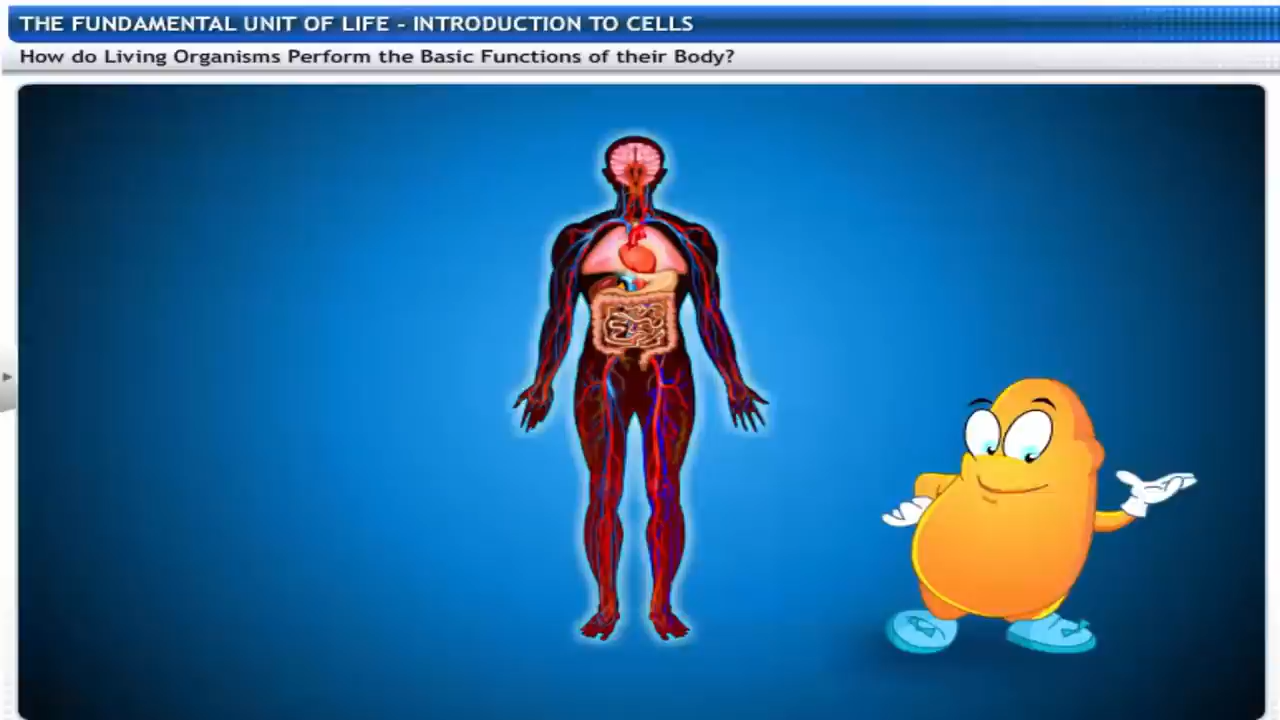 THE FUNDAMENTAL UNIT OF LIFE - INTRODUCTION TO CELLS
How do Living Organisms Perform the Basic Functions of their Body?